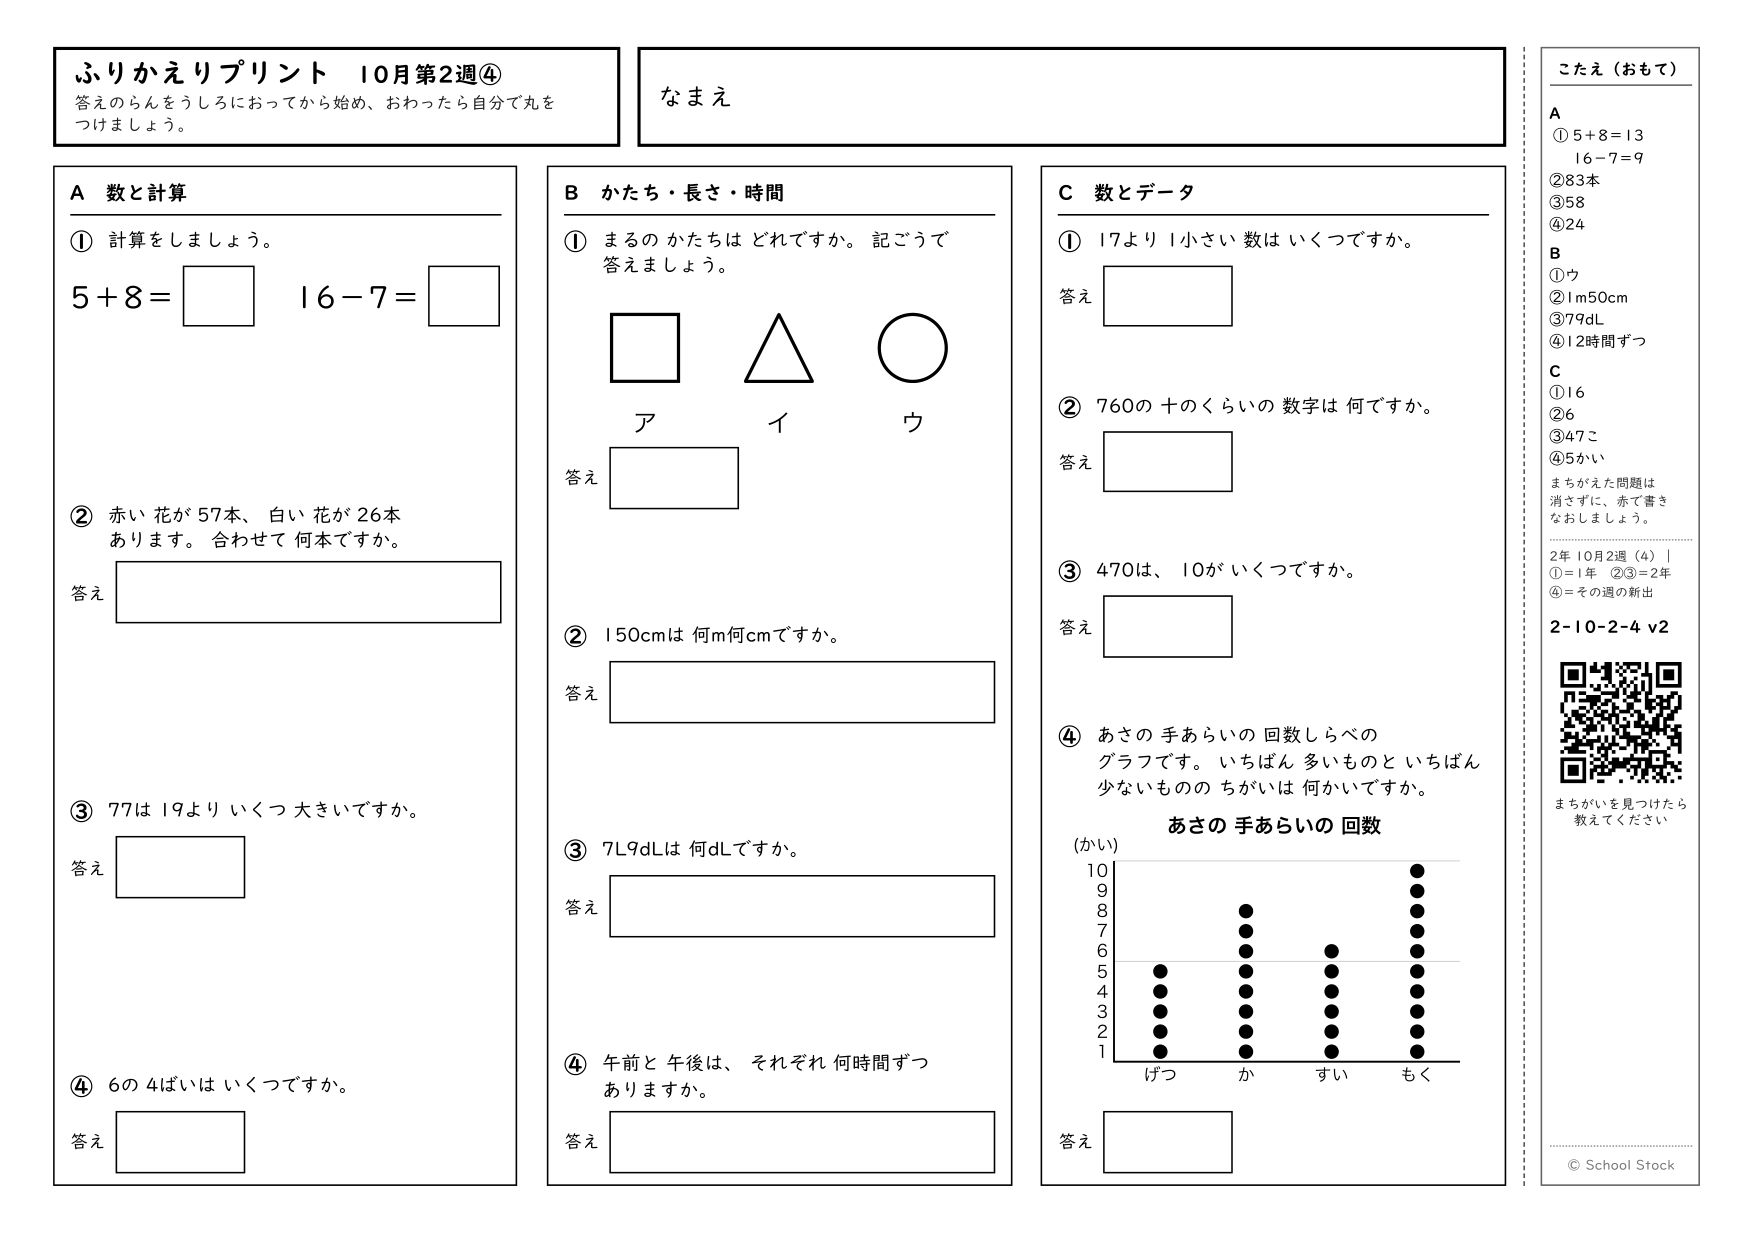 ふりかえりプリント　10月第2週④
答えのらんをうしろにおってから始め、おわったら自分で丸を
つけましょう。
なまえ
A　数と計算
①　計算をしましょう。
5＋8＝　　16－7＝
②　赤い 花が 57本、 白い 花が 26本
あります。 合わせて 何本ですか。
答え
③　77は 19より いくつ 大きいですか。
答え
④　6の 4ばいは いくつですか。
答え
B　かたち・長さ・時間
①　まるの かたちは どれですか。 記ごうで
答えましょう。
ア　イ　ウ
答え
②　150cmは 何m何cmですか。
答え
③　7L9dLは 何dLですか。
答え
④　午前と 午後は、 それぞれ 何時間ずつ
ありますか。
答え
C　数とデータ
①　17より 1小さい 数は いくつですか。
答え
②　760の 十のくらいの 数字は 何ですか。
答え
③　470は、 10が いくつですか。
答え
④　あさの 手あらいの 回数しらべの
グラフです。 いちばん 多いものと いちばん
少ないものの ちがいは 何かいですか。
あさの 手あらいの 回数
(かい)
10
9
8
7
6
5
4
3
2
1
げつ　か　すい　もく
答え
こたえ（おもて）
A
①5＋8＝13
16－7＝9
②83本
③58
④24
B
①ウ
②1m50cm
③79dL
④12時間ずつ
C
①16
②6
③47こ
④5かい
まちがえた問題は
消さずに、赤で書き
なおしましょう。
2年 10月2週（4）｜
①＝1年　②③＝2年
④＝その週の新出
2-10-2-4 v2
まちがいを見つけたら
教えてください
© School Stock